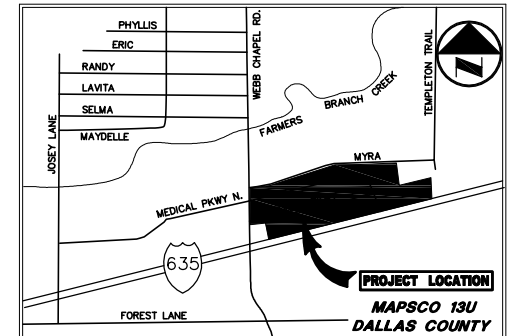 PHYLLIS
ERIC
RANDY
LAVITA
SELMA
MAYDELLE
JOSEY LANE
WEBB CHAPEL RD.
FARMERS BRANCH CREEK
TEMPLETON TRAIL
N
MYRA
MEDICAL PKWY N.
635
FOREST LANE
PROJECT LOCATION
MAPSCO 13U
DALLAS COUNTY